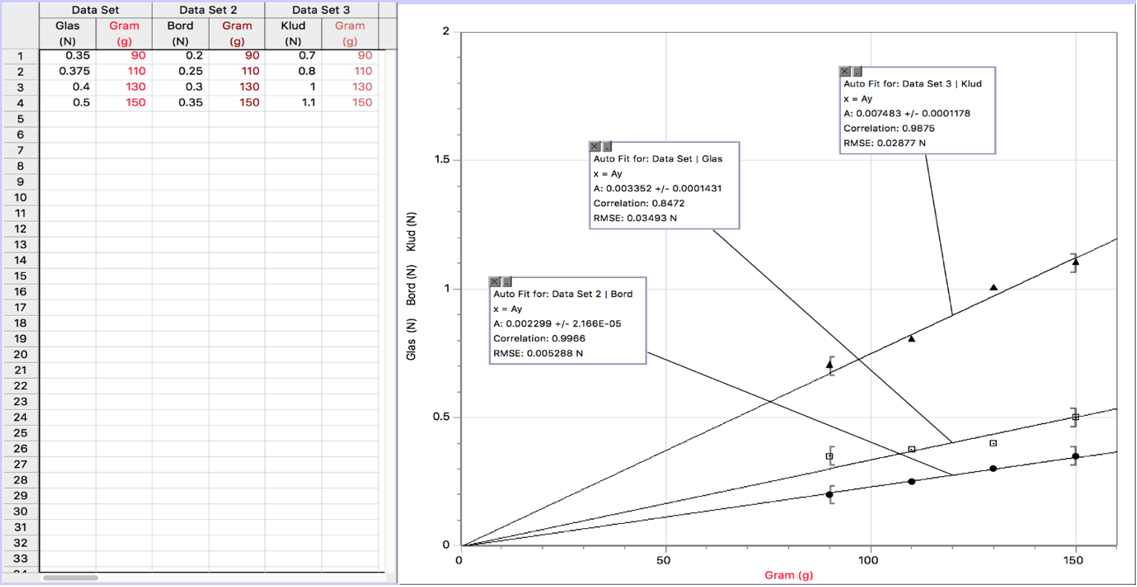 Data Set Data Set 2 Data Set 3
Glas Gram Bord Gram Klud Gram
(N) (g) (N) (g) (N) (g)
1 0.35 90 0.2 90 0.7 90
2 0.375 110 0.25 110 0.8 110
3 0.4 130 0.3 130 1 130
4 0.5 150 0.35 150 1.1 150
5
6
7
8
9
10
11
12
13
14
15
16
17
18
19
20
21
22
23
24
25
26
27
28
29
30
31
32
33
2
1.5
1
0.5
0
Glas (N) Bord (N) Klud (N)
Auto Fit for: Data Set 3 | Klud
x = Ay
A: 0.007483 +/- 0.0001178
Correlation: 0.9875
RMSE: 0.02877 N
Auto Fit for: Data Set | Glas
x = Ay
A: 0.003352 +/- 0.0001431
Correlation: 0.8472
RMSE: 0.03493 N
Auto Fit for: Data Set 2 | Bord
x = Ay
A: 0.002299 +/- 2.166E-05
Correlation: 0.9966
RMSE: 0.005288 N
0 50 100 150
Gram (g)